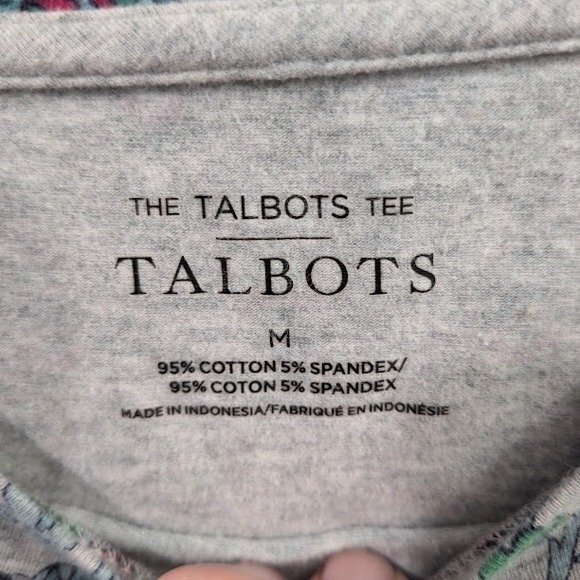 THE TALBOTS TEE
TALBOTS
M
95% COTTON 5% SPANDEX/
95% COTON 5% SPANDEX
MADE IN INDONESIA/FABRIQUÉ EN INDONÉSIE